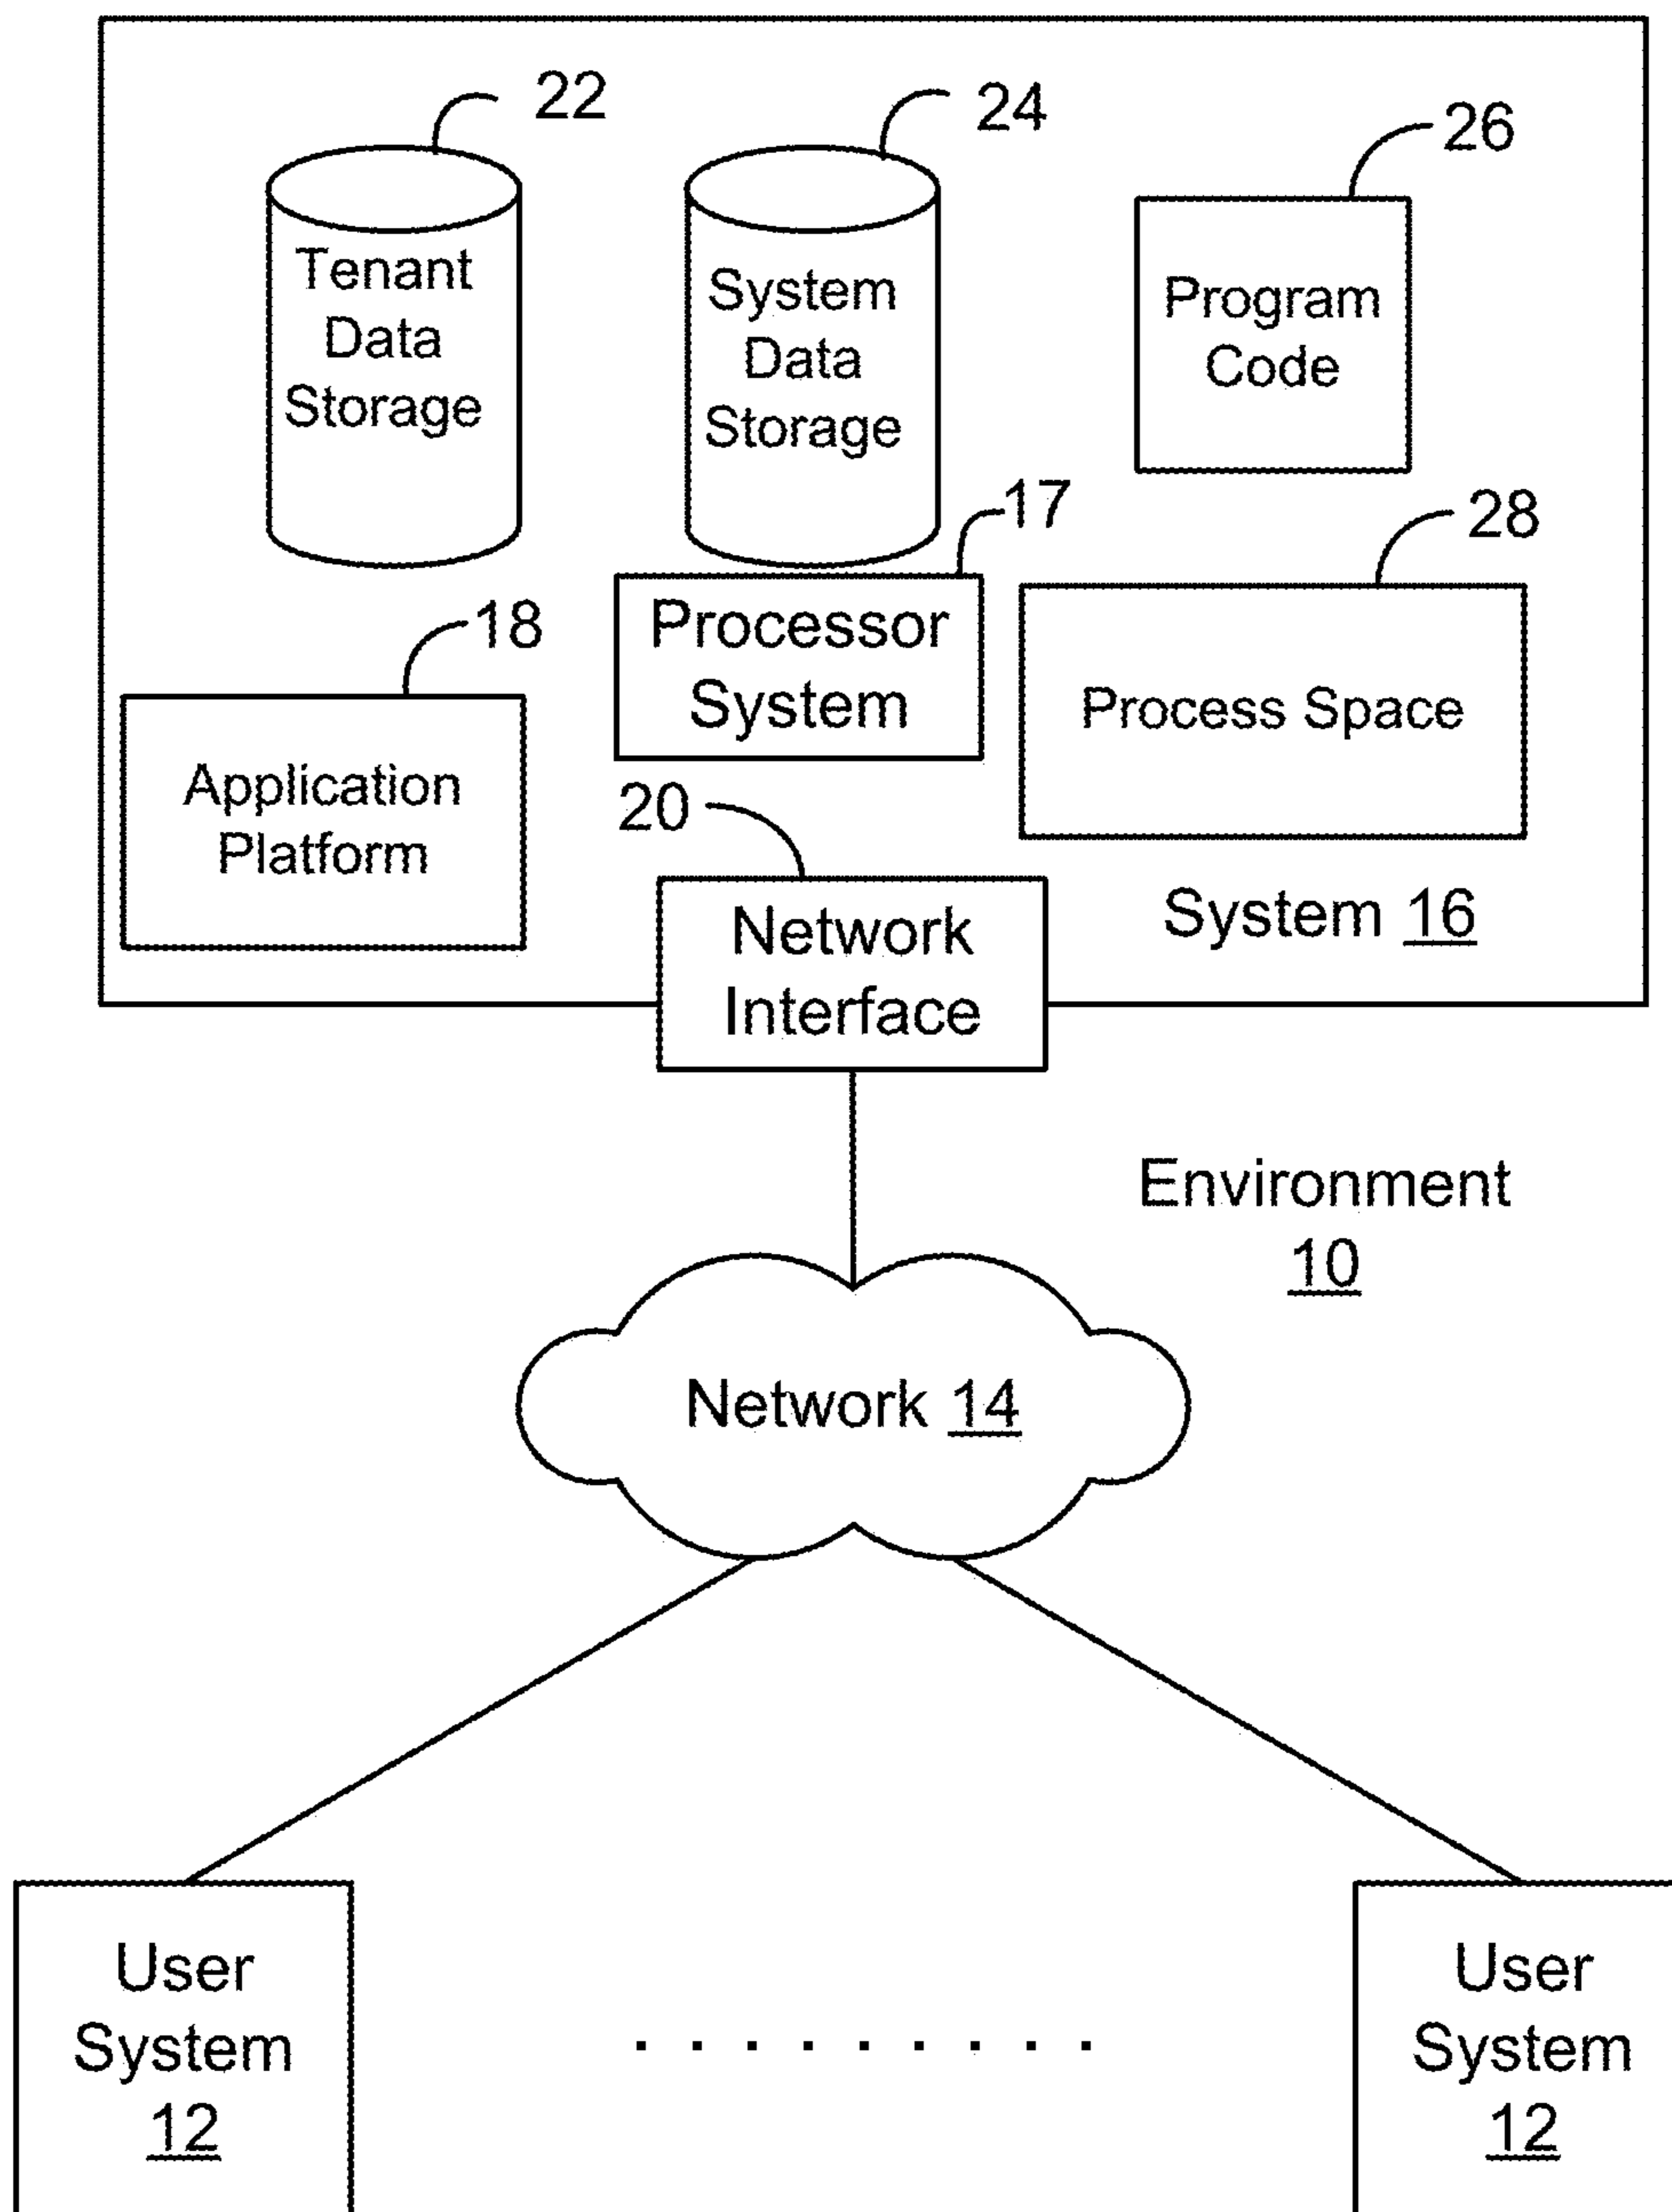 22
24
26
Tenant
Data
Storage
System
Data
Storage
Program
Code
17
28
18
Processor
System
Process Space
Application
Platform
20
Network
Interface
System 16
Environment
10
Network 14
User
System
12
User
System
12